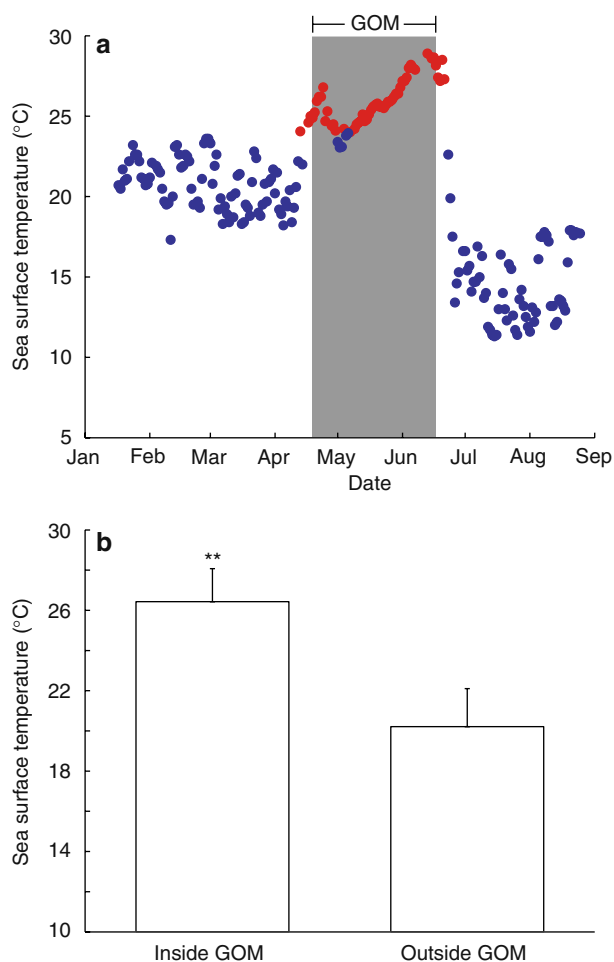 GOM
a
30
25
20
15
10
5
Sea surface temperature (°C)
Jan Feb Mar Apr May Jun Jul Aug Sep
Date
b
30
26
22
18
14
10
Sea surface temperature (°C)
**
Inside GOM Outside GOM